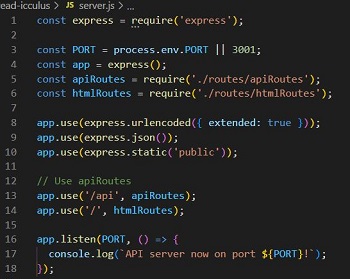 read-icculus > JS server.js > ...
1 const express = require('express');
2
3 const PORT = process.env.PORT || 3001;
4 const app = express();
5 const apiRoutes = require('./routes/apiRoutes');
6 const htmlRoutes = require('./routes/htmlRoutes');
7
8 app.use(express.urlencoded({ extended: true }));
9 app.use(express.json());
10 app.use(express.static('public'));
11
12 // Use apiRoutes
13 app.use('/api', apiRoutes);
14 app.use('/', htmlRoutes);
15
16 app.listen(PORT, () => {
17   console.log(`API server now on port ${PORT}!`);
18 });